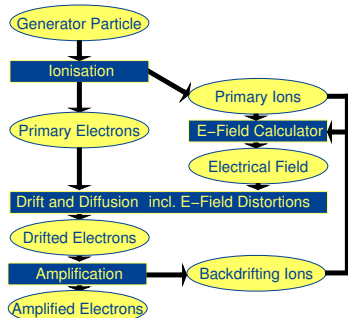 Generator Particle
Ionisation
Primary Ions
Primary Electrons
E−Field Calculator
Electrical Field
Drift and Diffusion incl. E−Field Distortions
Drifted Electrons
Amplification
Backdrifting Ions
Amplified Electrons